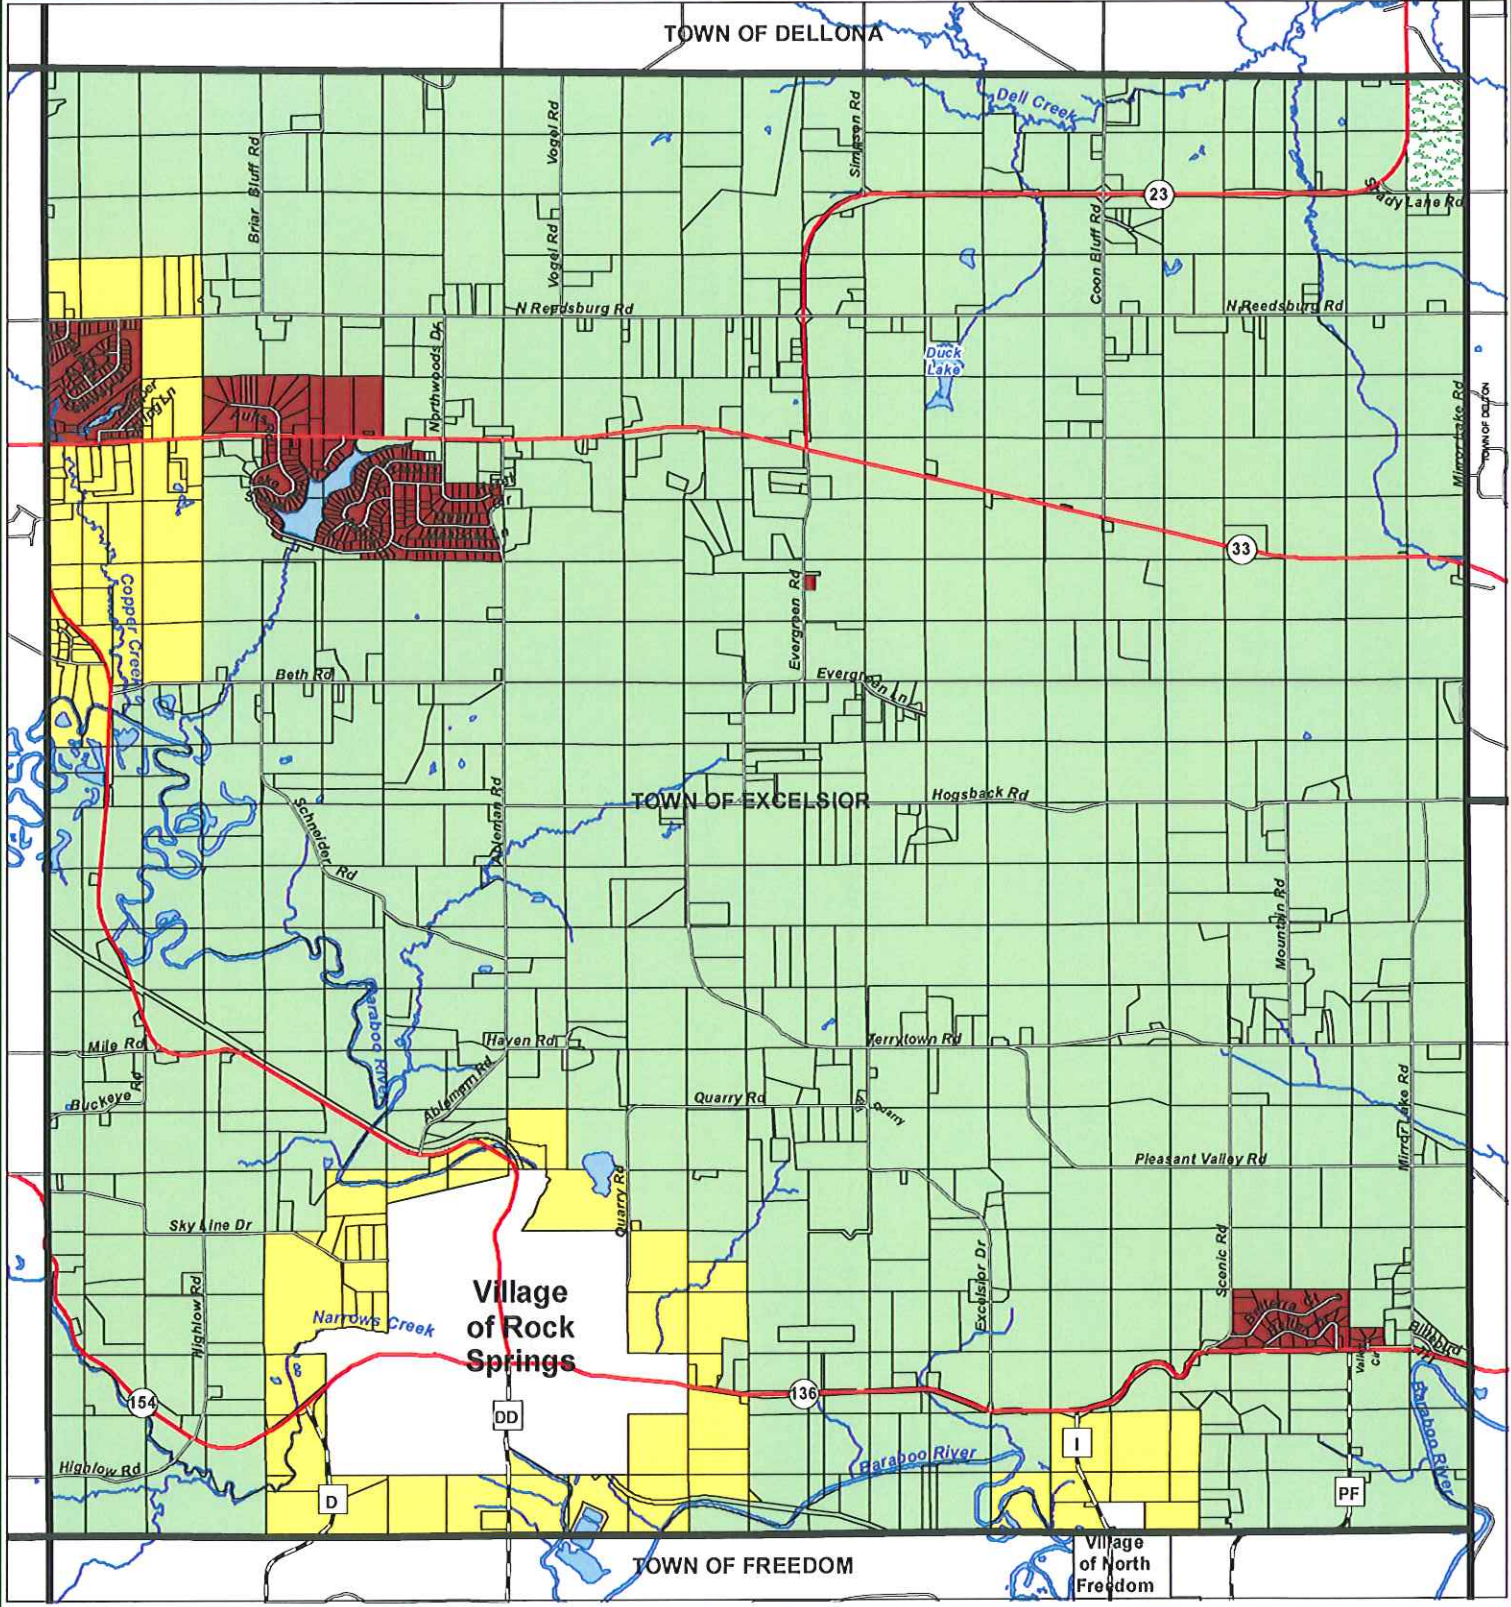 TOWN OF DELLONA
Dell Creek
Simpson Rd
Vogel Rd
Briar Bluff Rd
23
Shady Lane Rd
Vogel Rd
Coon Bluff Rd
N Reedsburg Rd
N Reedsburg Rd
Northwoods Dr
Duck
Lake
Mirror Lake Rd
TOWN OF DELTON
33
Copper Creek
Evergreen Rd
Beth Rd
Evergreen Ln
TOWN OF EXCELSIOR
Hogsback Rd
Ableman Rd
Schneider Rd
Mountain Rd
Baraboo River
Mile Rd
Haven Rd
Terrytown Rd
Buckeye Rd
Ablemann Rd
Quarry Rd
Quarry
Mirror Lake Rd
Pleasant Valley Rd
Quarry Rd
Sky Line Dr
Scenic Rd
Excelsior Dr
Highlow Rd
Village
of Rock
Springs
Narrows Creek
154
136
DD
I
Baraboo River
Baraboo River
Highlow Rd
D
PF
TOWN OF FREEDOM
Village
of North
Freedom